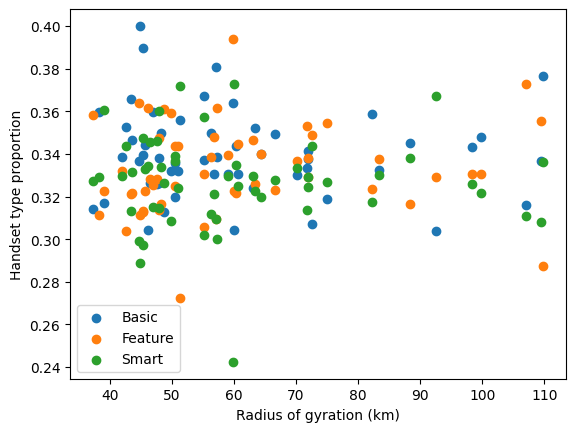 0.40
0.38
0.36
0.34
0.32
0.30
0.28
0.26
0.24
Handset type proportion
Basic
Feature
Smart
40 50 60 70 80 90 100 110
Radius of gyration (km)